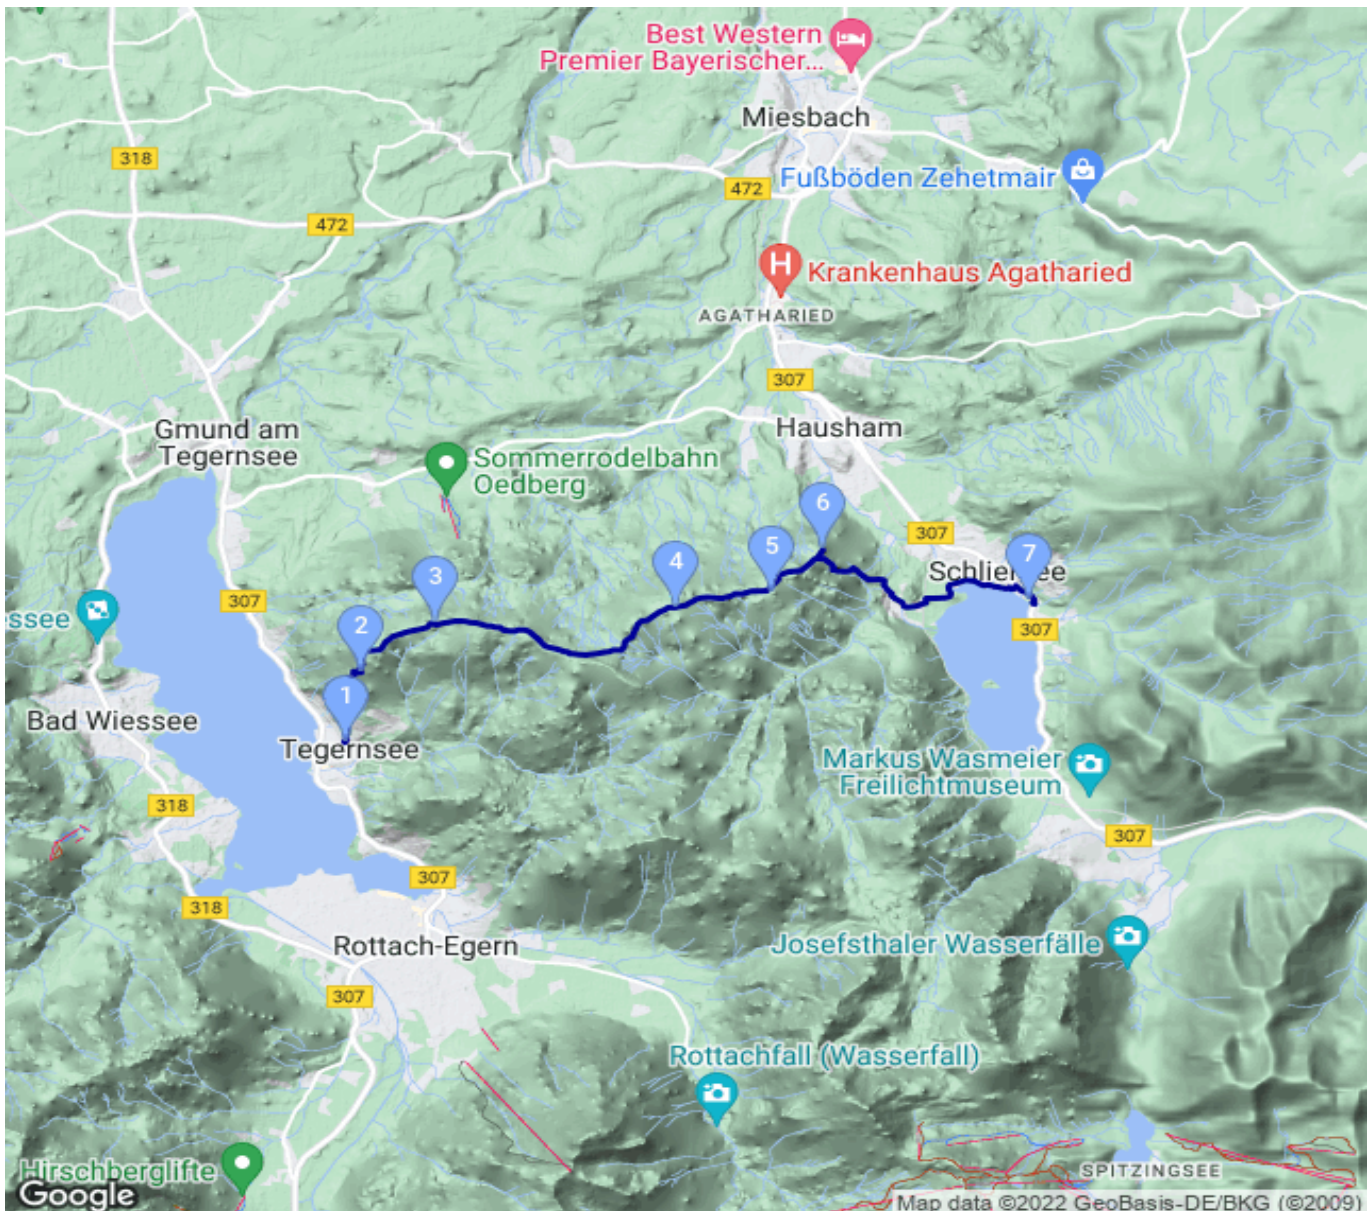 Best Western
Premier Bayerischer...
Miesbach
318
472
Fußböden Zehetmair
472
Krankenhaus Agatharied
AGATHARIED
307
Gmund am
Tegernsee
Hausham
Sommerrodelbahn
Oedberg
6
307
5
7
4
3
Schliersee
307
ssee
2
307
1
Bad Wiessee
Tegernsee
Markus Wasmeier
Freilichtmuseum
318
307
307
318
Rottach-Egern
Josefsthaler Wasserfälle
307
Rottachfall (Wasserfall)
Hirschberglifte
SPITZINGSEE
Google
Map data ©2022 GeoBasis-DE/BKG (©2009)